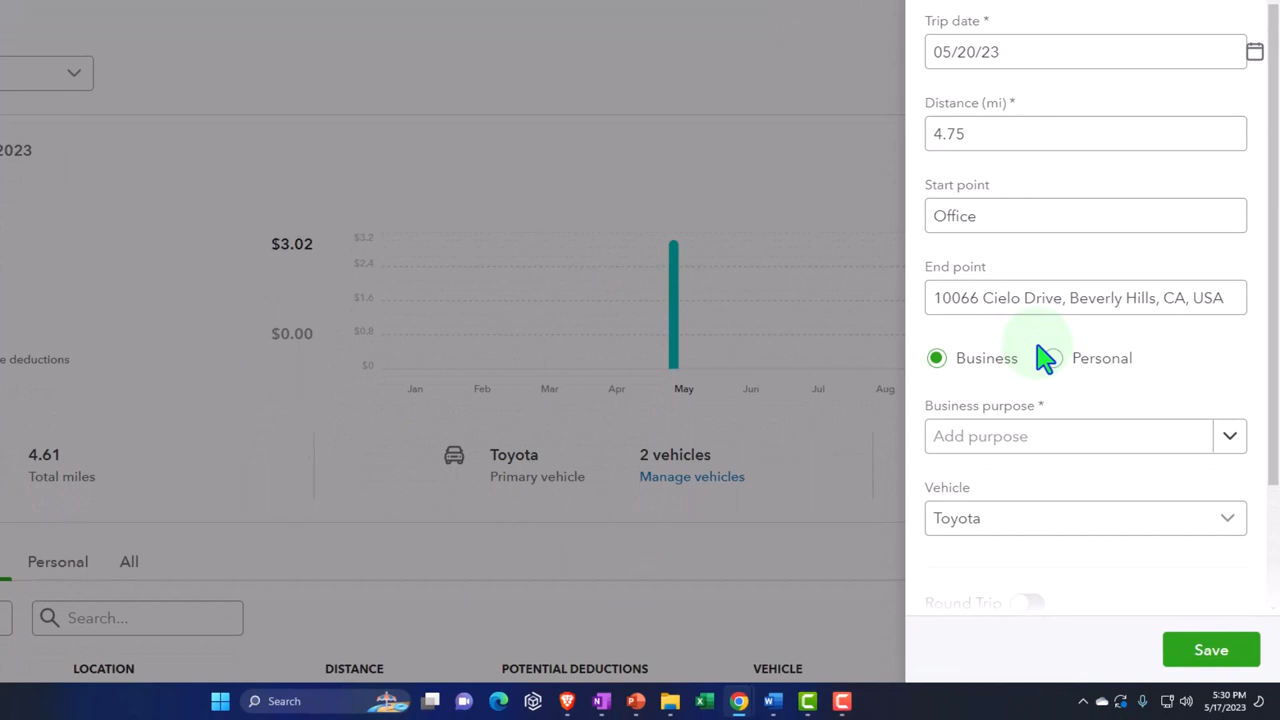 Trip date *
05/20/23
Distance (mi) *
4.75
Start point
Office
End point
10066 Cielo Drive, Beverly Hills, CA, USA
Business
Personal
Business purpose *
Add purpose
Vehicle
Toyota
Round Trip
Save
2023
$3.02
$0.00
e deductions
$3.2
$2.4
$1.6
$0.8
$0
Jan Feb Mar Apr May Jun Jul Aug
4.61
Total miles
Toyota
Primary vehicle
2 vehicles
Manage vehicles
Personal All
Search...
LOCATION DISTANCE POTENTIAL DEDUCTIONS VEHICLE
Search
5:30 PM
5/17/2023